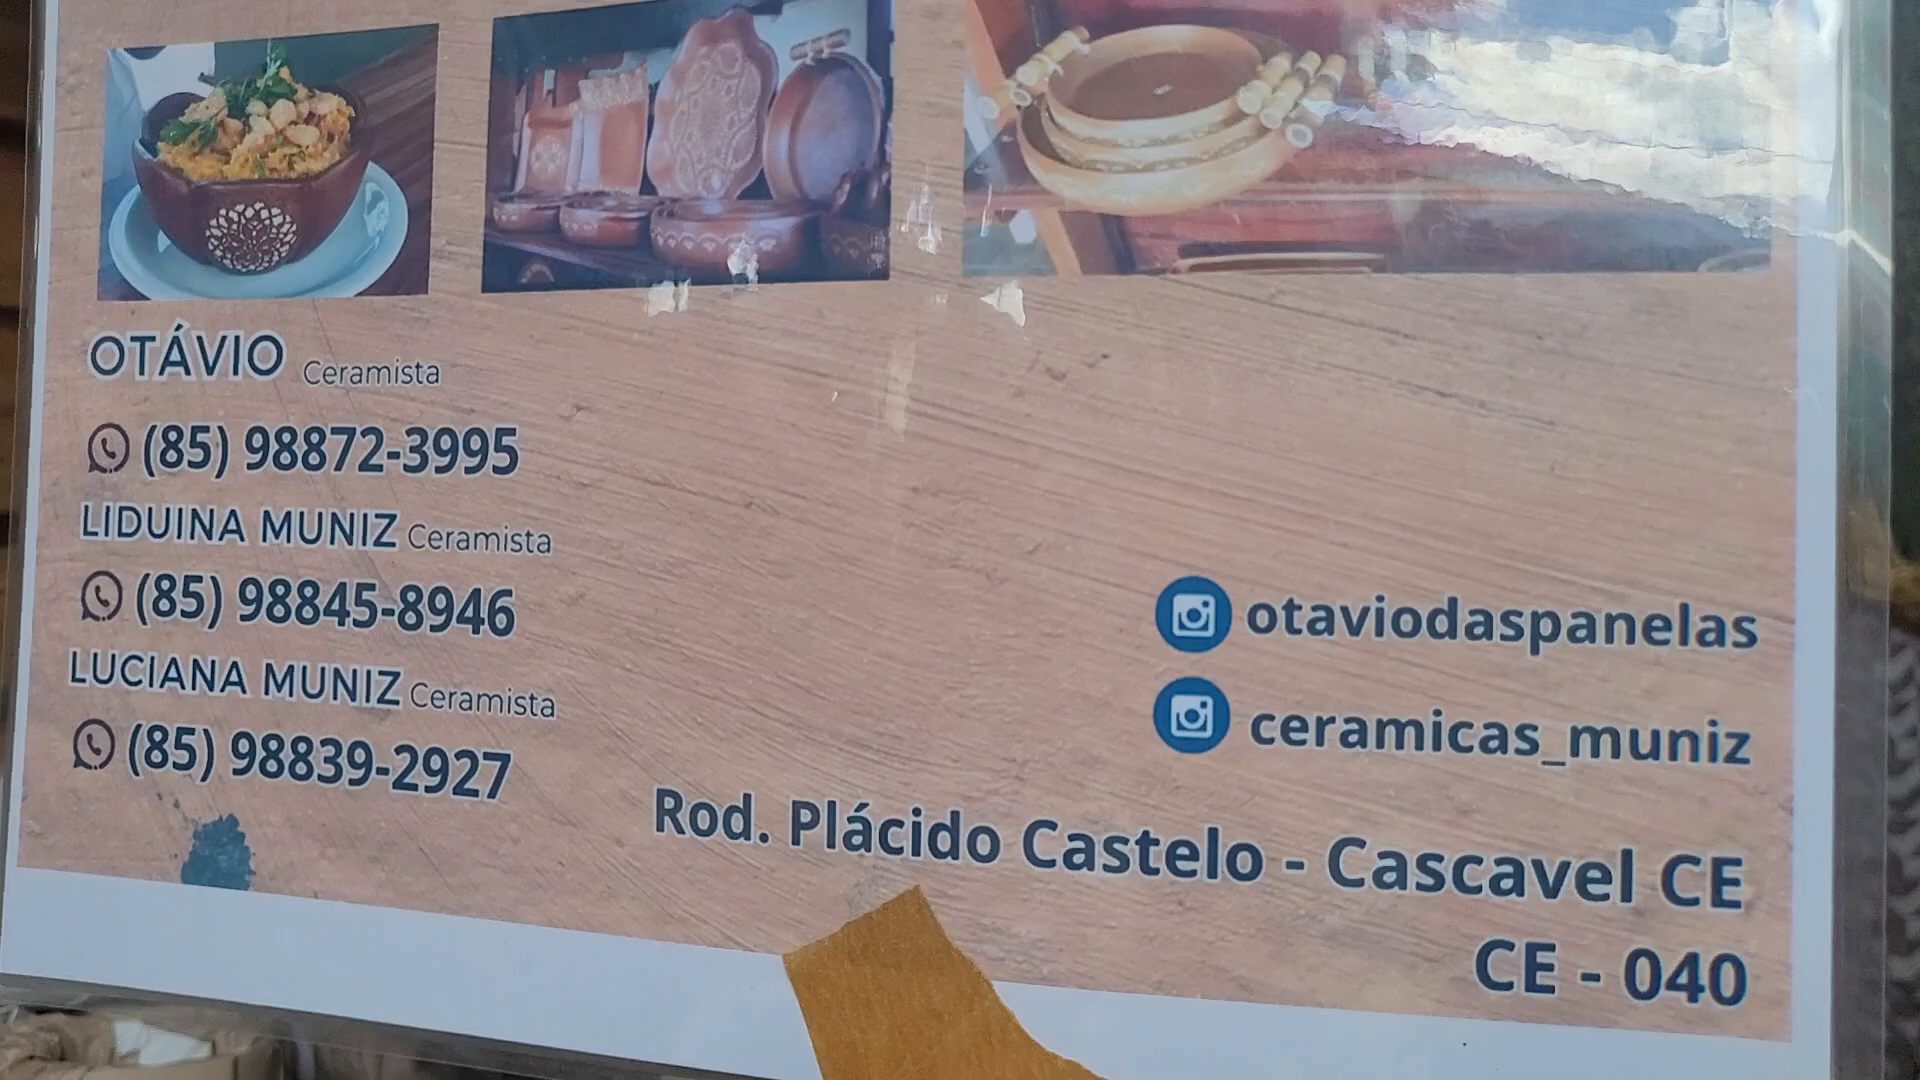 OTÁVIO Ceramista
(85) 98872-3995
LIDUINA MUNIZ Ceramista
(85) 98845-8946
LUCIANA MUNIZ Ceramista
(85) 98839-2927
otaviodaspanelas
ceramicas_muniz
Rod. Plácido Castelo - Cascavel CE
CE - 040